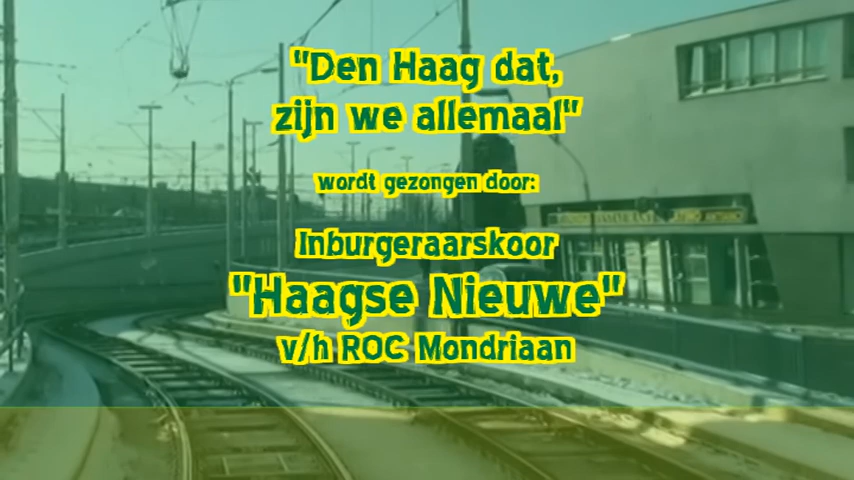 "Den Haag dat,
zijn we allemaal"
wordt gezongen door:
Inburgeraarskoor
"Haagse Nieuwe"
v/h ROC Mondriaan